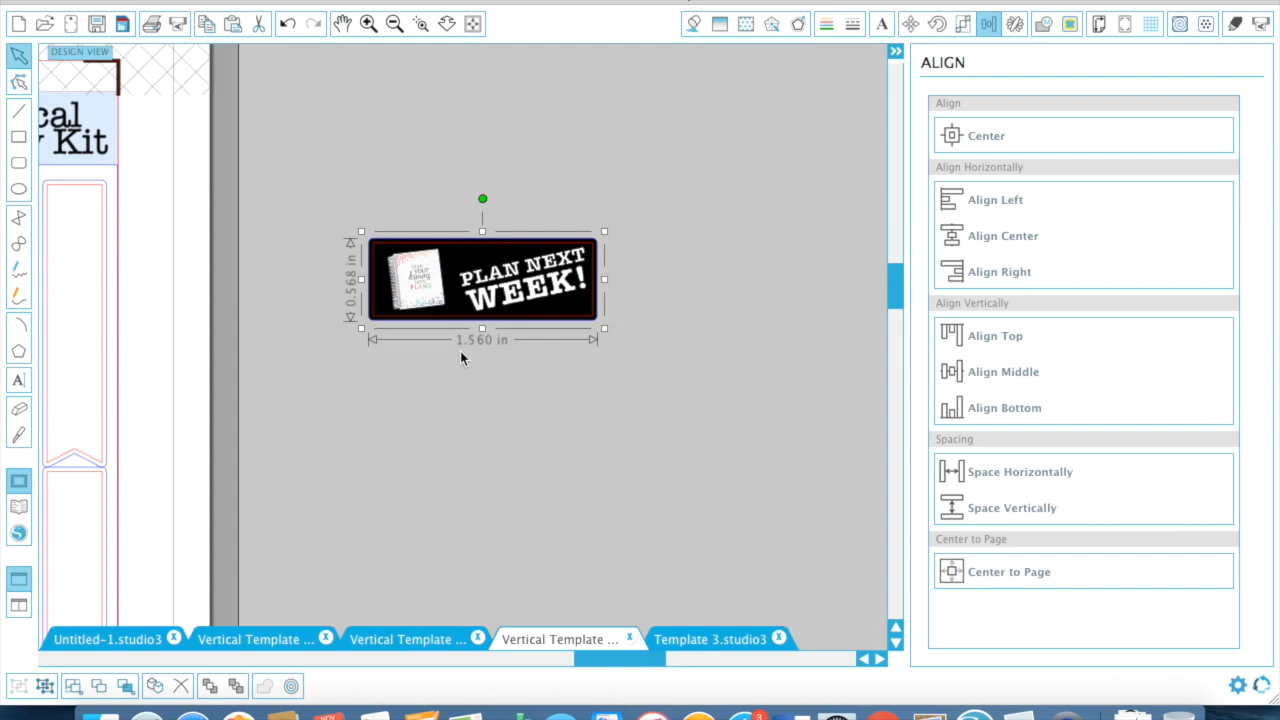 DESIGN VIEW
cal
Kit
PLAN NEXT
WEEK!
0.568 in
1.560 in
ALIGN
Align
Center
Align Horizontally
Align Left
Align Center
Align Right
Align Vertically
Align Top
Align Middle
Align Bottom
Spacing
Space Horizontally
Space Vertically
Center to Page
Center to Page
Untitled-1.studio3
Vertical Template ...
Vertical Template ...
Vertical Template ...
Template 3.studio3
NOV
3